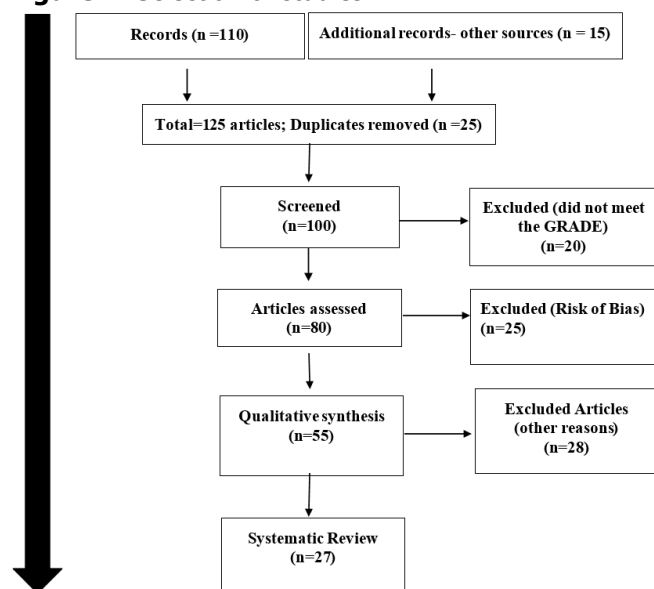 Records (n =110)
Additional records- other sources (n = 15)
Total=125 articles; Duplicates removed (n =25)
Screened
(n=100)
Excluded (did not meet
the GRADE)
(n=20)
Articles assessed
(n=80)
Excluded (Risk of Bias)
(n=25)
Qualitative synthesis
(n=55)
Excluded Articles
(other reasons)
(n=28)
Systematic Review
(n=27)